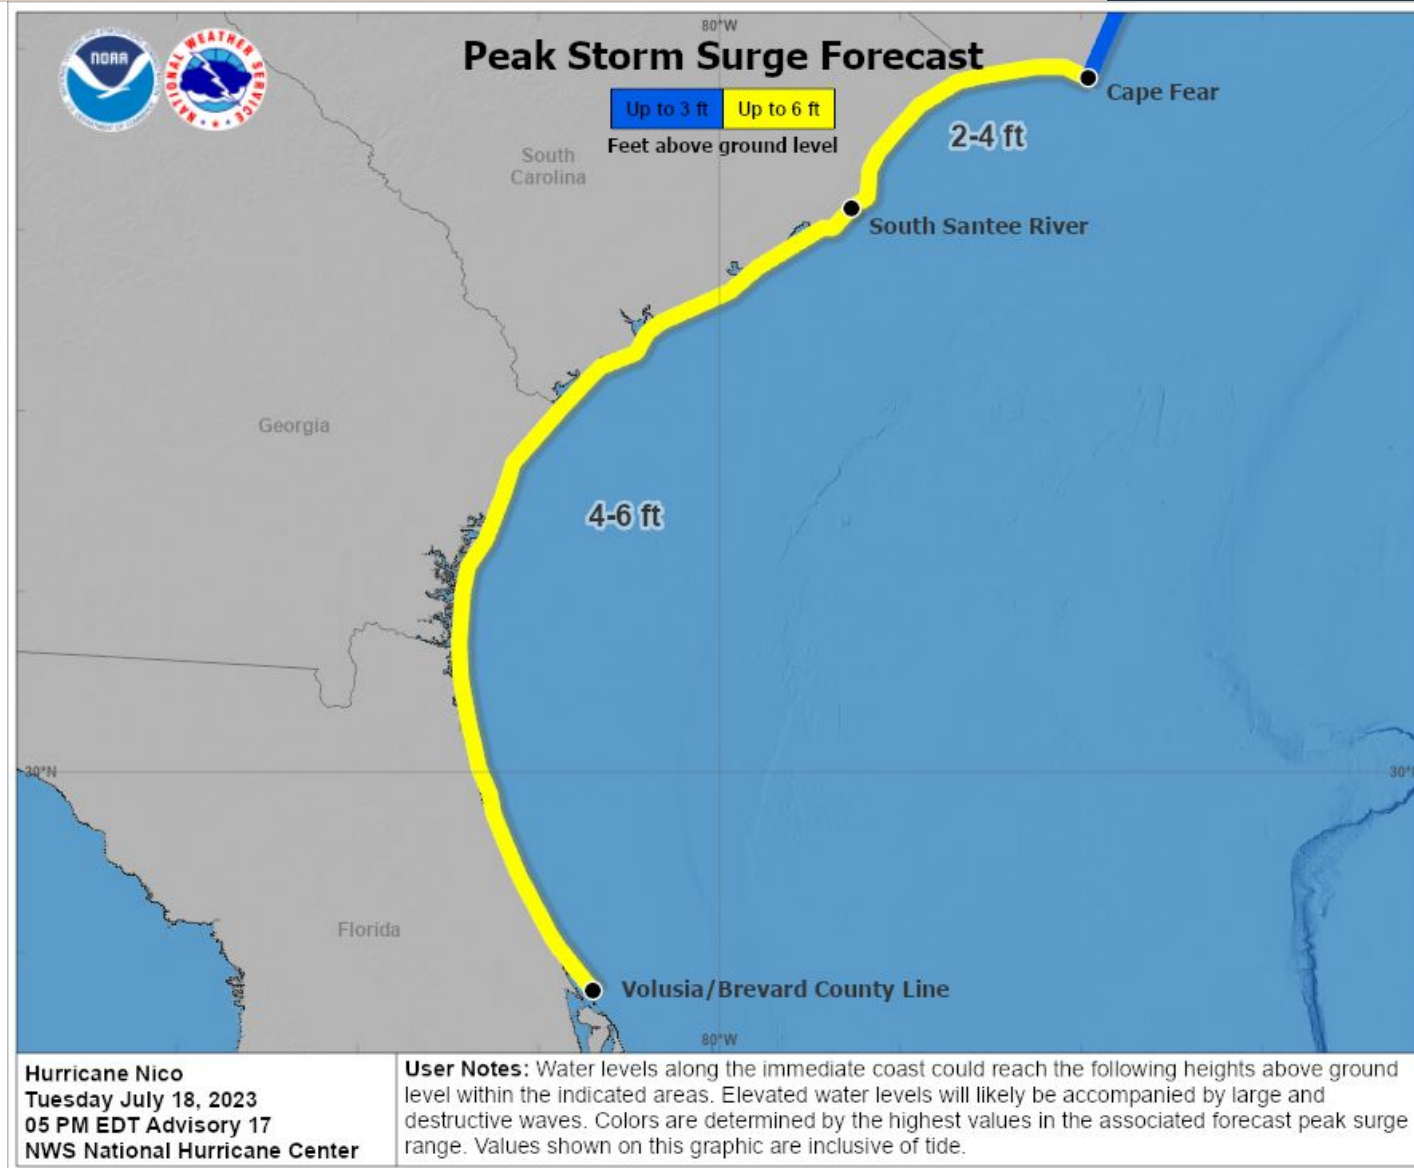 80°W
Peak Storm Surge Forecast
NOAA
NATIONAL WEATHER SERVICE
Up to 3 ft Up to 6 ft
Feet above ground level
Cape Fear
2-4 ft
South
Carolina
South Santee River
Georgia
4-6 ft
30°N
Florida
Volusia/Brevard County Line
80°W
Hurricane Nico
Tuesday July 18, 2023
05 PM EDT Advisory 17
NWS National Hurricane Center
User Notes: Water levels along the immediate coast could reach the following heights above ground
level within the indicated areas. Elevated water levels will likely be accompanied by large and
destructive waves. Colors are determined by the highest values in the associated forecast peak surge
range. Values shown on this graphic are inclusive of tide.